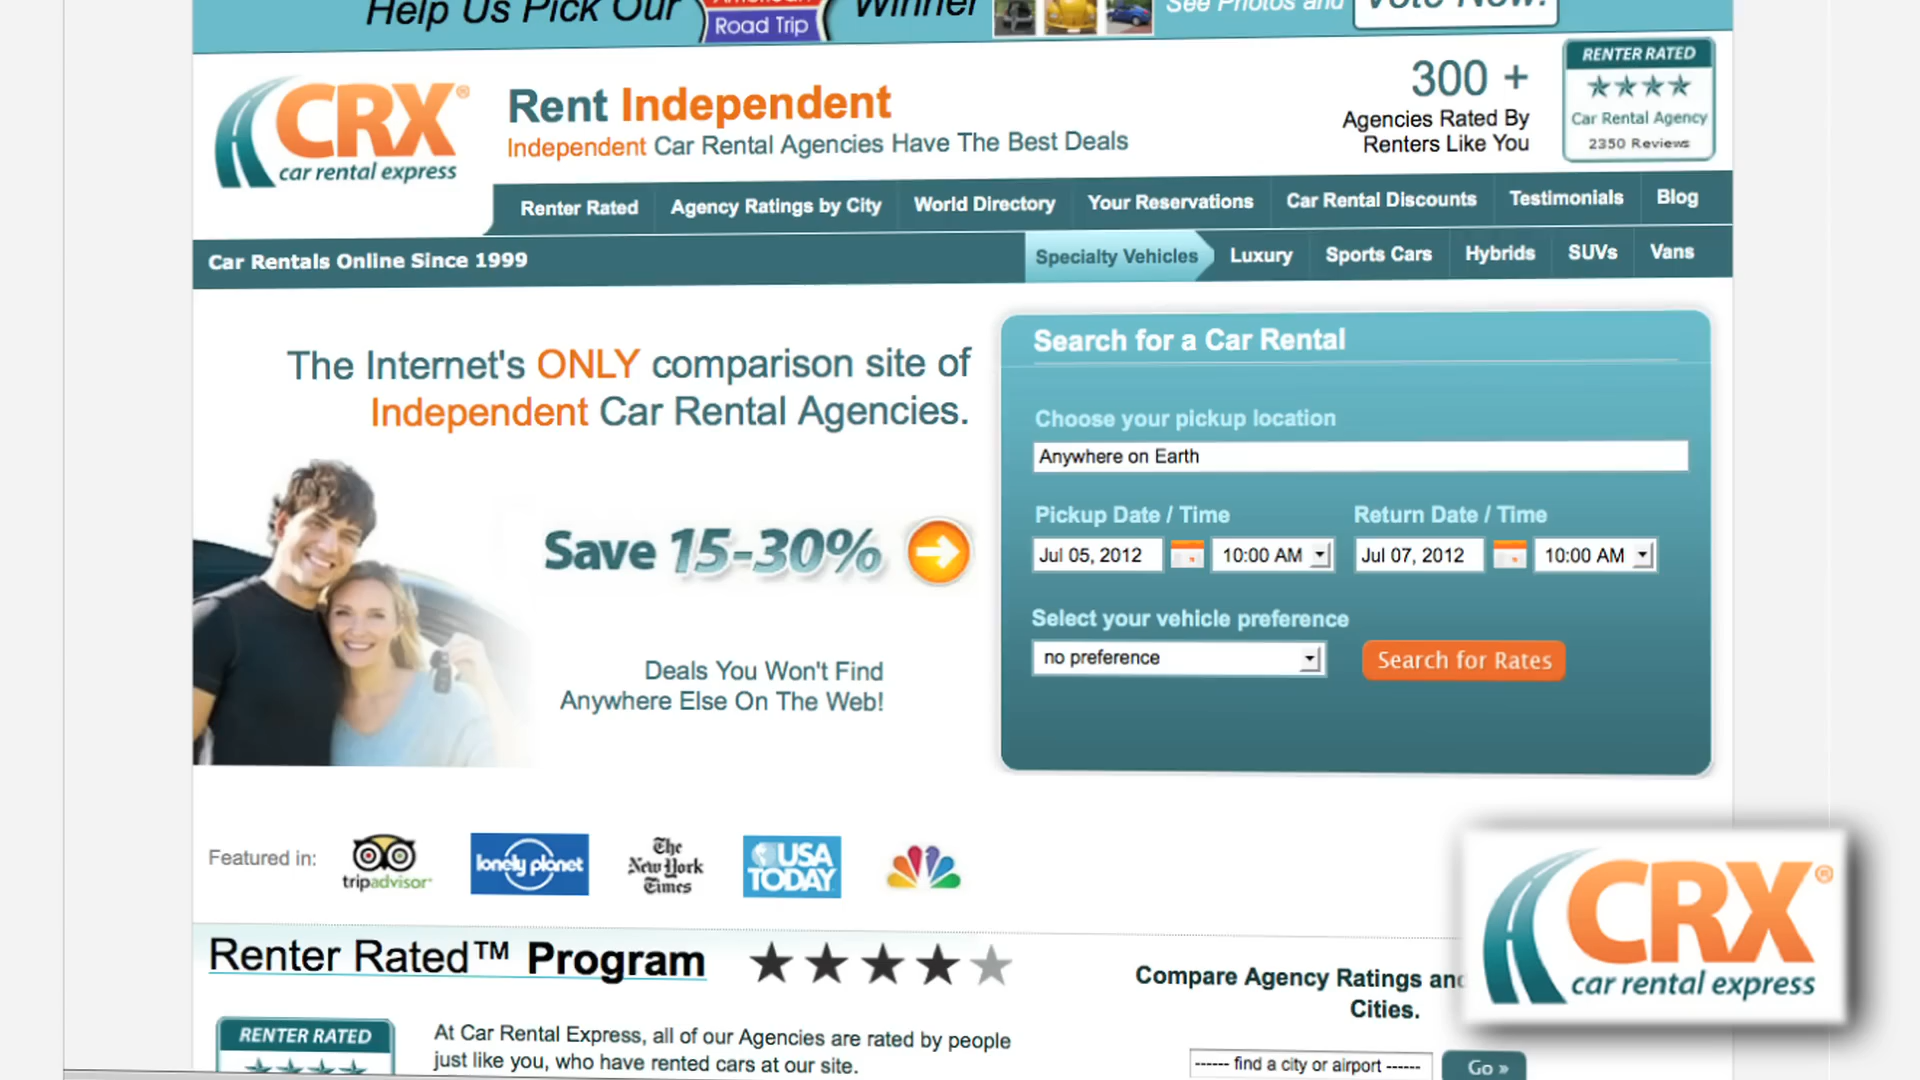 Help Us Pick Our
American
Road Trip
Winner
See Photos and
Vote Now!
CRX®
car rental express
Rent Independent
Independent Car Rental Agencies Have The Best Deals
300 +
Agencies Rated By
Renters Like You
RENTER RATED
Car Rental Agency
2350 Reviews
Renter Rated
Agency Ratings by City
World Directory
Your Reservations
Car Rental Discounts
Testimonials
Blog
Car Rentals Online Since 1999
Specialty Vehicles
Luxury
Sports Cars
Hybrids
SUVs
Vans
The Internet's ONLY comparison site of
Independent Car Rental Agencies.
Save 15-30%
Deals You Won't Find
Anywhere Else On The Web!
Search for a Car Rental
Choose your pickup location
Anywhere on Earth
Pickup Date / Time
Return Date / Time
Jul 05, 2012
10:00 AM
Jul 07, 2012
10:00 AM
Select your vehicle preference
no preference
Search for Rates
Featured in:
tripadvisor
lonely planet
The
New York
Times
USA
TODAY
Renter Rated™ Program
RENTER RATED
At Car Rental Express, all of our Agencies are rated by people
just like you, who have rented cars at our site.
Compare Agency Ratings and
Cities.
------ find a city or airport ------
Go »
CRX®
car rental express